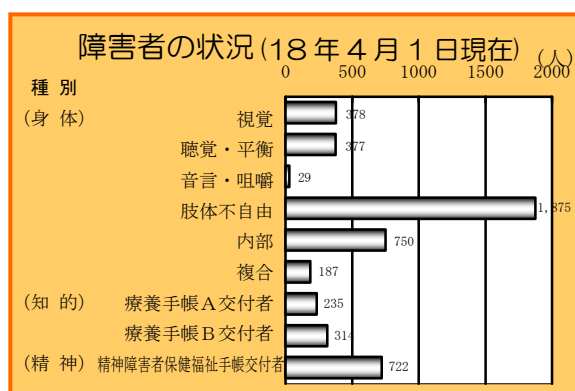 障害者の状況(18年4月1日現在)
(人)
0 500 1000 1500 2000
種別
(身体) 視覚 378
聴覚・平衡 377
音言・咀嚼 29
肢体不自由 1,875
内部 750
複合 187
(知的) 療養手帳A交付者 235
療養手帳B交付者 314
(精神) 精神障害者保健福祉手帳交付者 722